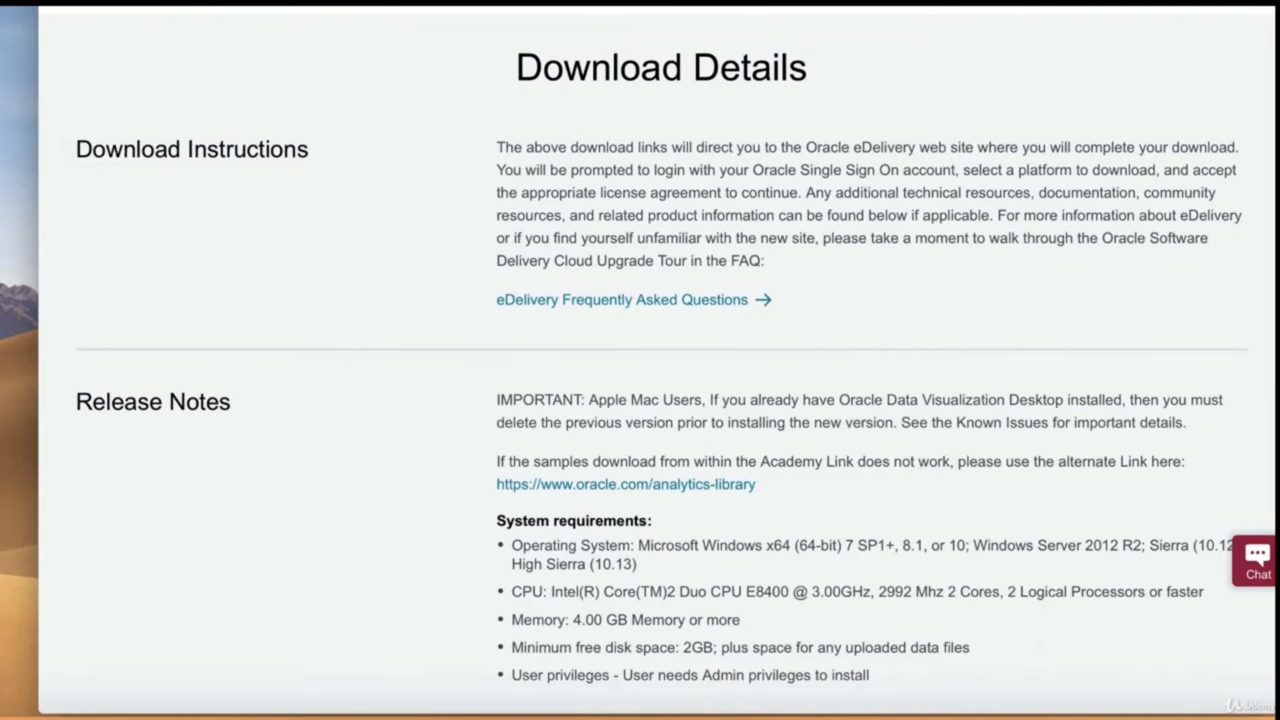 Download Details
Download Instructions
The above download links will direct you to the Oracle eDelivery web site where you will complete your download.
You will be prompted to login with your Oracle Single Sign On account, select a platform to download, and accept
the appropriate license agreement to continue. Any additional technical resources, documentation, community
resources, and related product information can be found below if applicable. For more information about eDelivery
or if you find yourself unfamiliar with the new site, please take a moment to walk through the Oracle Software
Delivery Cloud Upgrade Tour in the FAQ:
eDelivery Frequently Asked Questions →
Release Notes
IMPORTANT: Apple Mac Users, If you already have Oracle Data Visualization Desktop installed, then you must
delete the previous version prior to installing the new version. See the Known Issues for important details.
If the samples download from within the Academy Link does not work, please use the alternate Link here:
https://www.oracle.com/analytics-library
System requirements:
• Operating System: Microsoft Windows x64 (64-bit) 7 SP1+, 8.1, or 10; Windows Server 2012 R2; Sierra (10.12
High Sierra (10.13)
• CPU: Intel(R) Core(TM)2 Duo CPU E8400 @ 3.00GHz, 2992 Mhz 2 Cores, 2 Logical Processors or faster
• Memory: 4.00 GB Memory or more
• Minimum free disk space: 2GB; plus space for any uploaded data files
• User privileges - User needs Admin privileges to install
Chat
Udemy